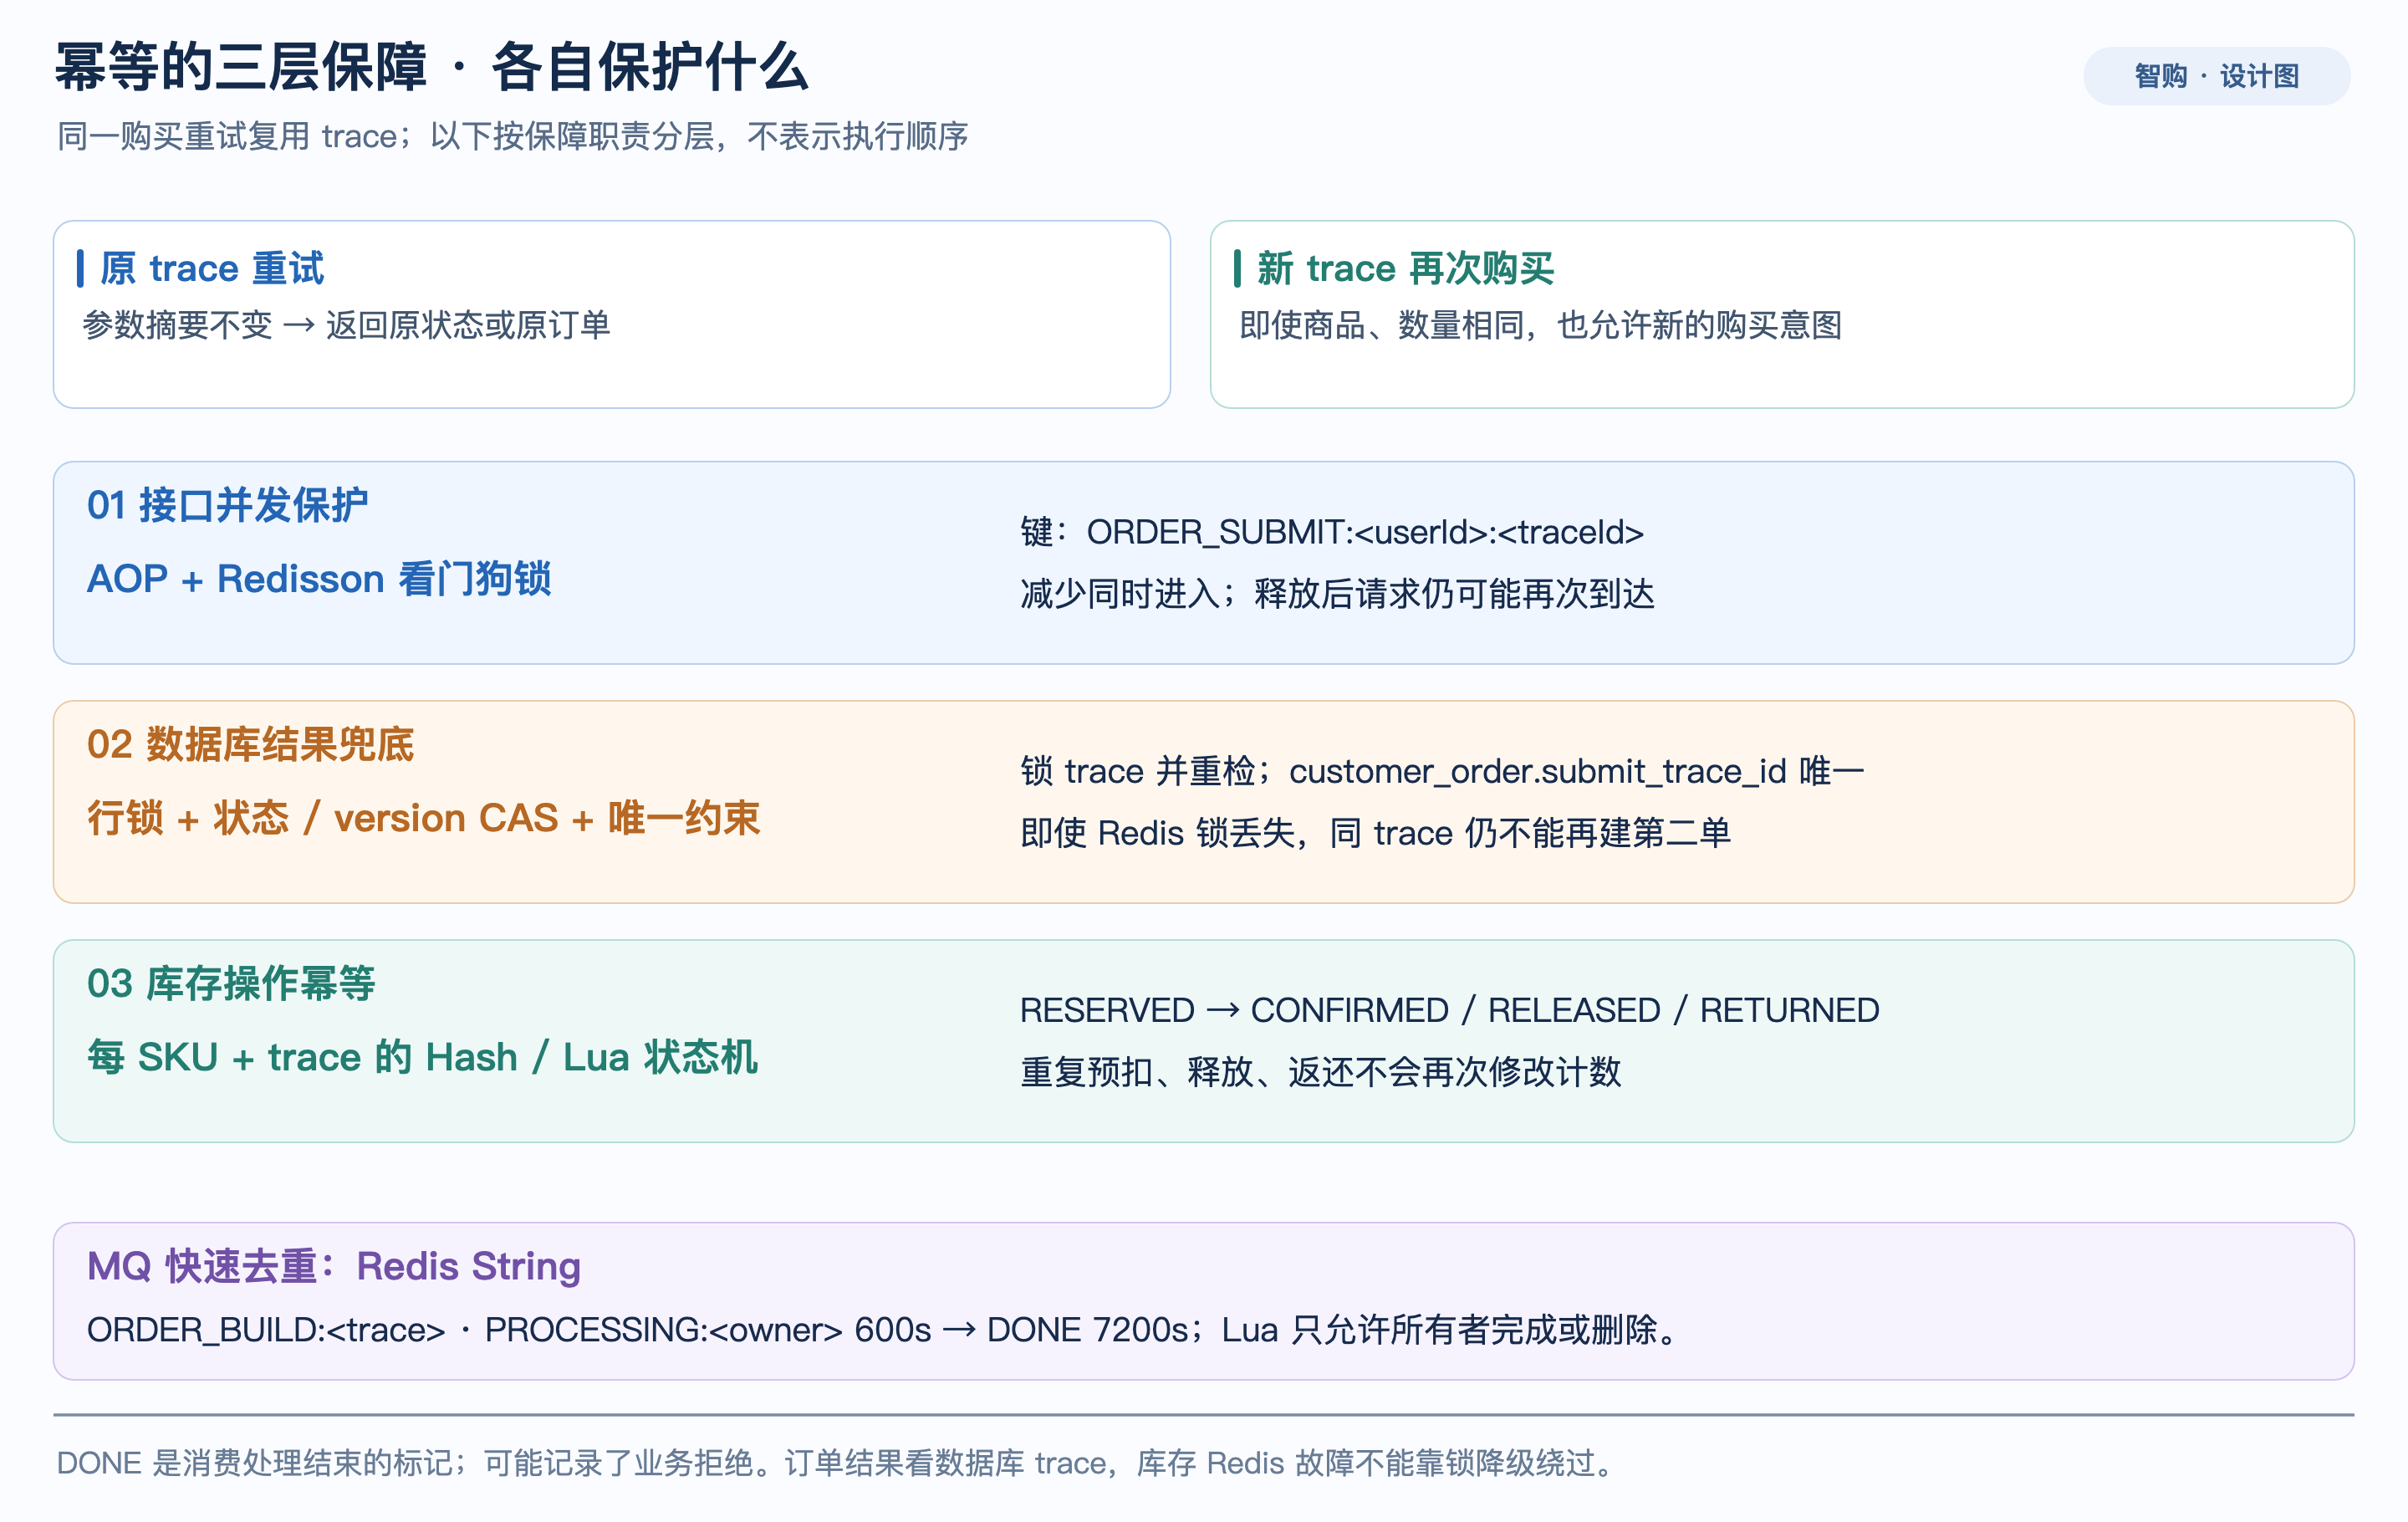 幂等的三层保障 · 各自保护什么
智购 · 设计图
同一购买重试复用 trace；以下按保障职责分层，不表示执行顺序
原 trace 重试
参数摘要不变 → 返回原状态或原订单
新 trace 再次购买
即使商品、数量相同，也允许新的购买意图
01 接口并发保护
AOP + Redisson 看门狗锁
键：ORDER_SUBMIT:<userId>:<traceId>
减少同时进入；释放后请求仍可能再次到达
02 数据库结果兜底
行锁 + 状态 / version CAS + 唯一约束
锁 trace 并重检；customer_order.submit_trace_id 唯一
即使 Redis 锁丢失，同 trace 仍不能再建第二单
03 库存操作幂等
每 SKU + trace 的 Hash / Lua 状态机
RESERVED → CONFIRMED / RELEASED / RETURNED
重复预扣、释放、返还不会再次修改计数
MQ 快速去重：Redis String
ORDER_BUILD:<trace> · PROCESSING:<owner> 600s → DONE 7200s；Lua 只允许所有者完成或删除。
DONE 是消费处理结束的标记；可能记录了业务拒绝。订单结果看数据库 trace，库存 Redis 故障不能靠锁降级绕过。